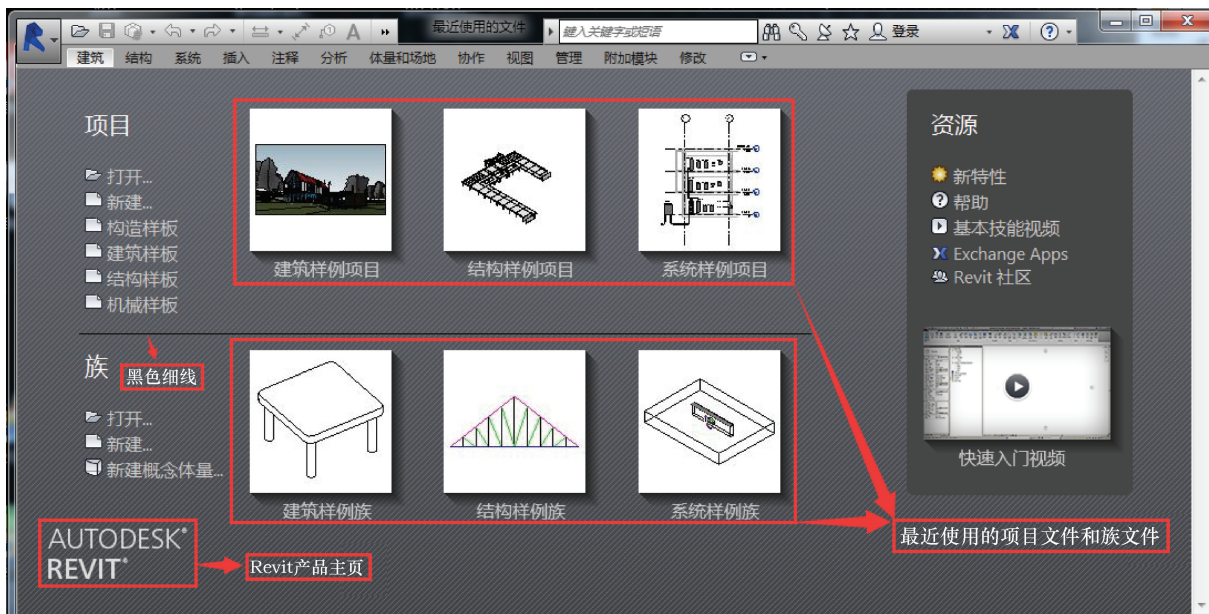 最近使用的文件
键入关键字或短语
登录
建筑 结构 系统 插入 注释 分析 体量和场地 协作 视图 管理 附加模块 修改
项目
打开...
新建...
构造样板
建筑样板
结构样板
机械样板
建筑样例项目
结构样例项目
系统样例项目
黑色细线
族
打开...
新建...
新建概念体量...
建筑样例族
结构样例族
系统样例族
资源
新特性
帮助
基本技能视频
Exchange Apps
Revit 社区
快速入门视频
最近使用的项目文件和族文件
AUTODESK®
REVIT®
Revit产品主页